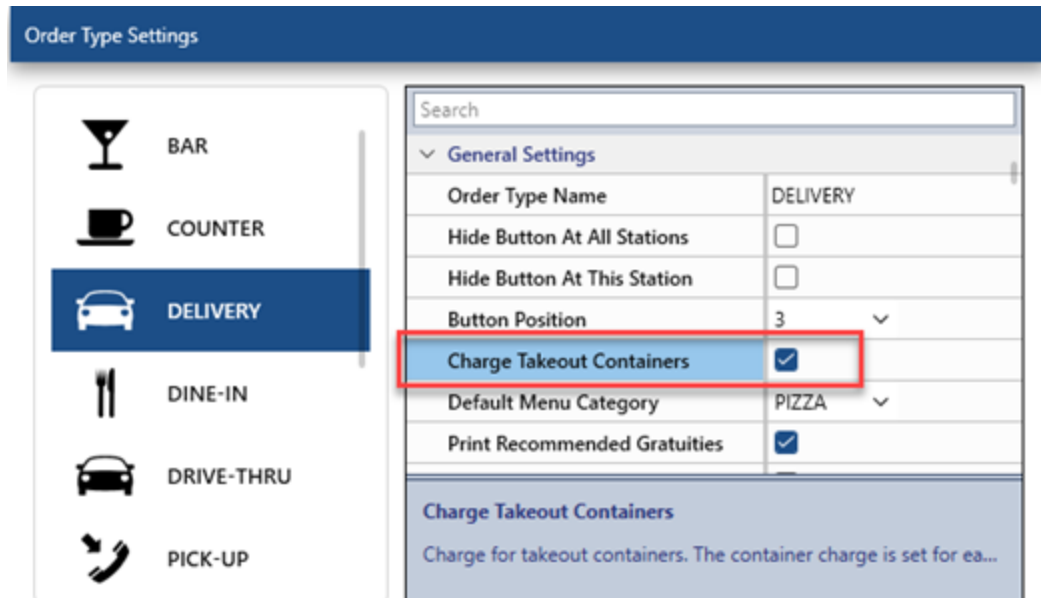 Order Type Settings
BAR
COUNTER
DELIVERY
DINE-IN
DRIVE-THRU
PICK-UP
Search
General Settings
Order Type Name DELIVERY
Hide Button At All Stations
Hide Button At This Station
Button Position 3
Charge Takeout Containers
Default Menu Category PIZZA
Print Recommended Gratuities
Charge Takeout Containers
Charge for takeout containers. The container charge is set for ea...